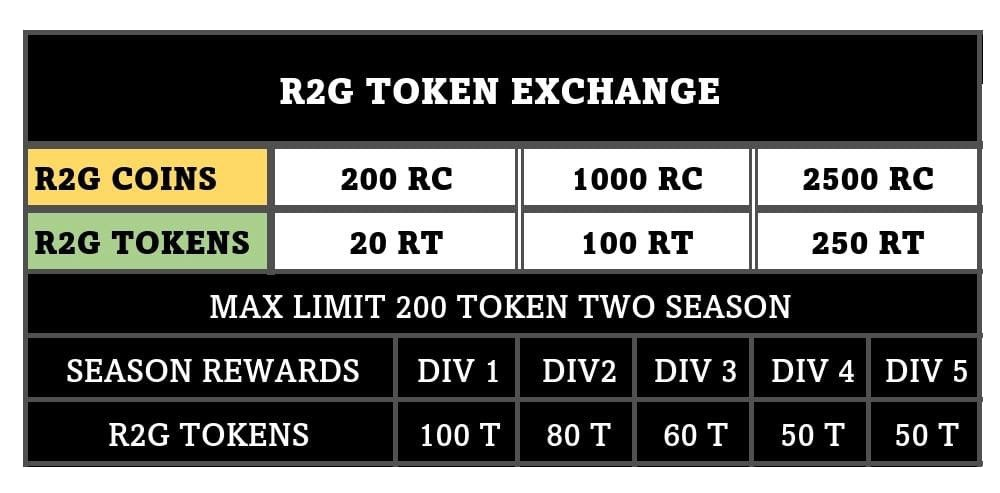 R2G TOKEN EXCHANGE
R2G COINS 200 RC 1000 RC 2500 RC
R2G TOKENS 20 RT 100 RT 250 RT
MAX LIMIT 200 TOKEN TWO SEASON
SEASON REWARDS DIV 1 DIV2 DIV 3 DIV 4 DIV 5
R2G TOKENS 100 T 80 T 60 T 50 T 50 T